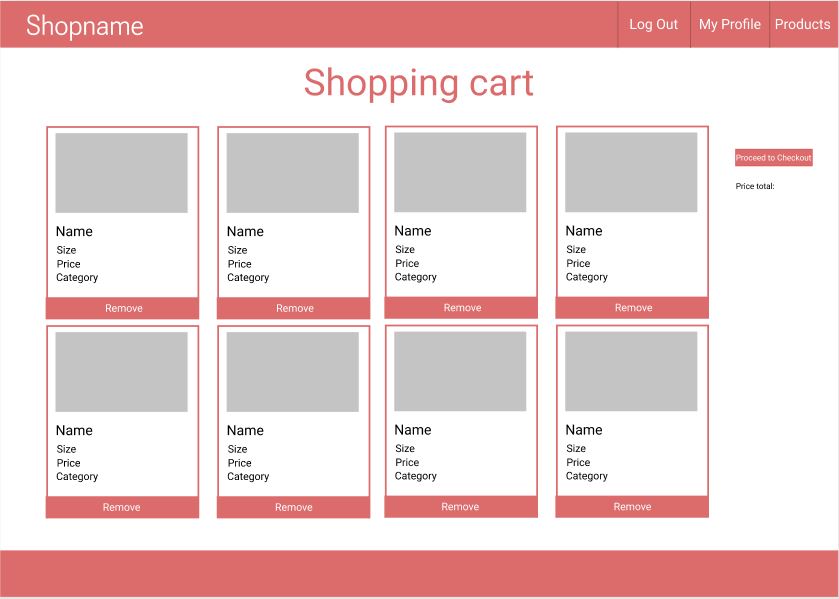 Shopname
Log Out
My Profile
Products
Shopping cart
Proceed to Checkout
Price total:
Name
Size
Price
Category
Remove
Name
Size
Price
Category
Remove
Name
Size
Price
Category
Remove
Name
Size
Price
Category
Remove
Name
Size
Price
Category
Remove
Name
Size
Price
Category
Remove
Name
Size
Price
Category
Remove
Name
Size
Price
Category
Remove